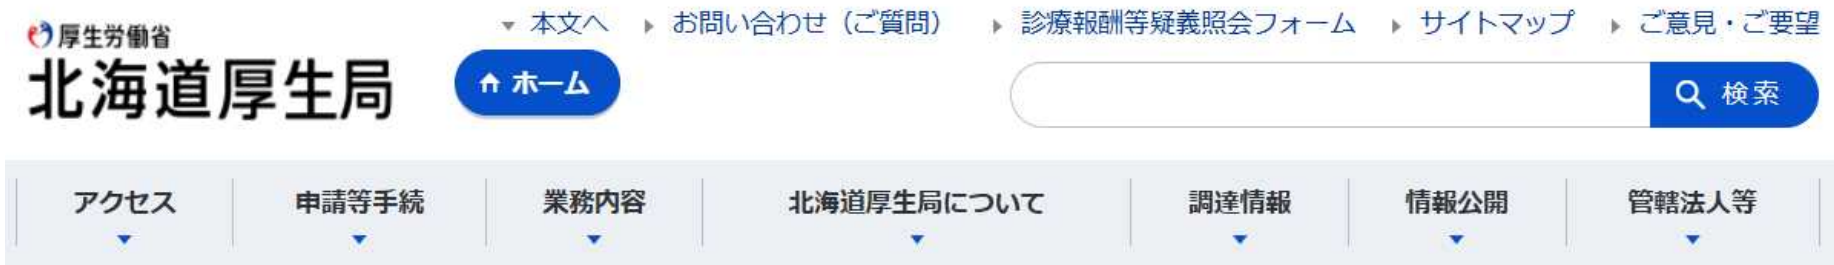 厚生労働省
北海道厚生局
ホーム
本文へ お問い合わせ（ご質問） 診療報酬等疑義照会フォーム サイトマップ ご意見・ご要望
検索
アクセス 申請等手続 業務内容 北海道厚生局について 調達情報 情報公開 管轄法人等